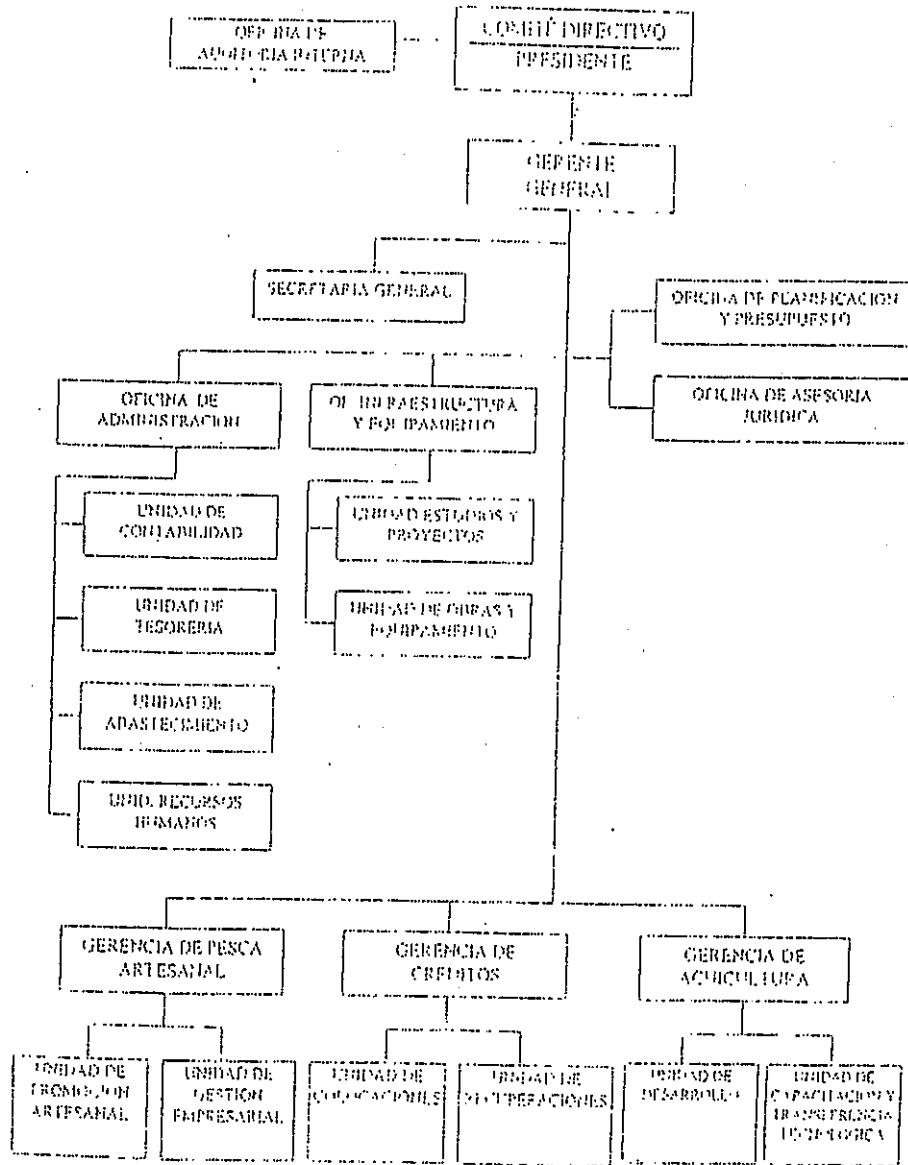 OFICINA DE
AUDITORIA INTERNA
COMITÉ DIRECTIVO
PRESIDENTE
GERENTE
GENERAL
SECRETARIA GENERAL
OFICINA DE PLANIFICACION
Y PRESUPUESTO
OFICINA DE
ADMINISTRACION
OF. INFRAESTRUCTURA
Y EQUIPAMIENTO
OFICINA DE ASESORIA
JURIDICA
UNIDAD DE
CONTABILIDAD
UNIDAD ESTUDIOS Y
PROYECTOS
UNIDAD DE
TESORERIA
UNIDAD DE OBRAS Y
EQUIPAMIENTO
UNIDAD DE
ABASTECIMIENTO
UNID. RECURSOS
HUMANOS
GERENCIA DE PESCA
ARTESANAL
GERENCIA DE
CREDITOS
GERENCIA DE
ACUICULTURA
UNIDAD DE
PROMOCION
ARTESANAL
UNIDAD DE
GESTION
EMPRESARIAL
UNIDAD DE
COLOCACIONES
UNIDAD DE
RECUPERACIONES
UNIDAD DE
DESARROLLO
UNIDAD DE
CAPACITACION Y
TRANSFERENCIA
TECNOLOGICA